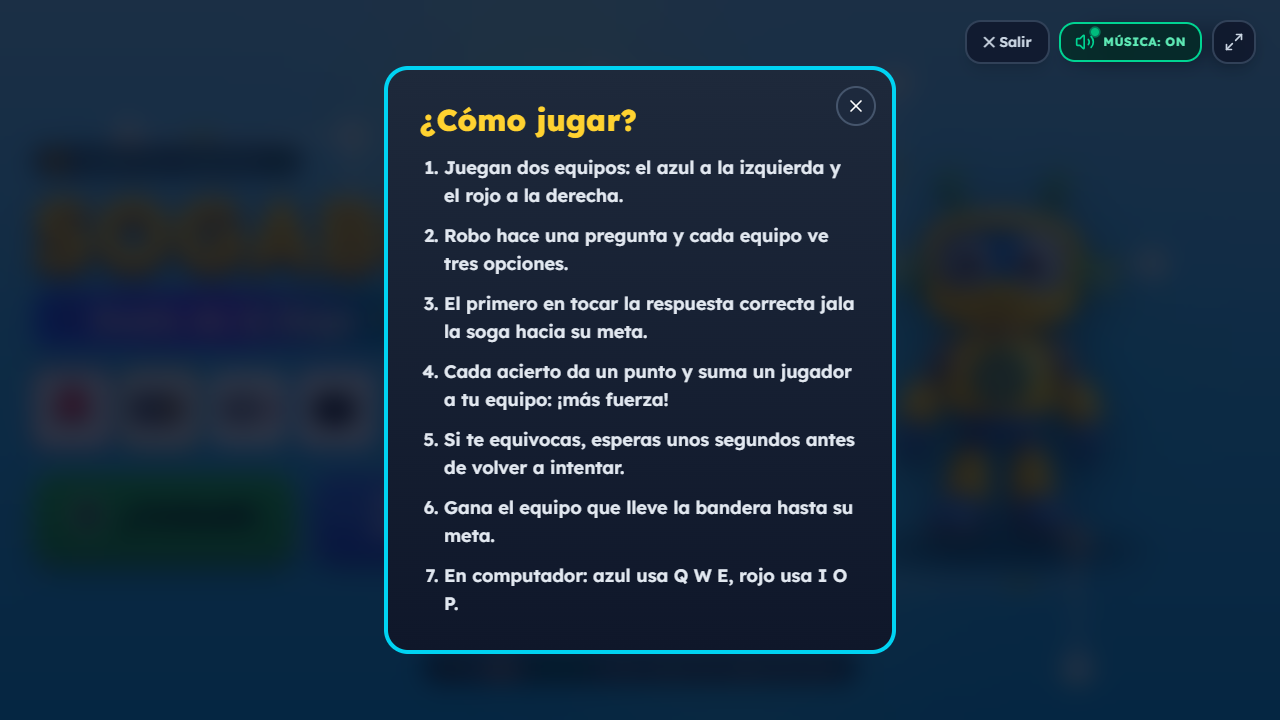 Salir
MÚSICA: ON
¿Cómo jugar?
1. Juegan dos equipos: el azul a la izquierda y
el rojo a la derecha.
2. Robo hace una pregunta y cada equipo ve
tres opciones.
3. El primero en tocar la respuesta correcta jala
la soga hacia su meta.
4. Cada acierto da un punto y suma un jugador
a tu equipo: ¡más fuerza!
5. Si te equivocas, esperas unos segundos antes
de volver a intentar.
6. Gana el equipo que lleve la bandera hasta su
meta.
7. En computador: azul usa Q W E, rojo usa I O
P.